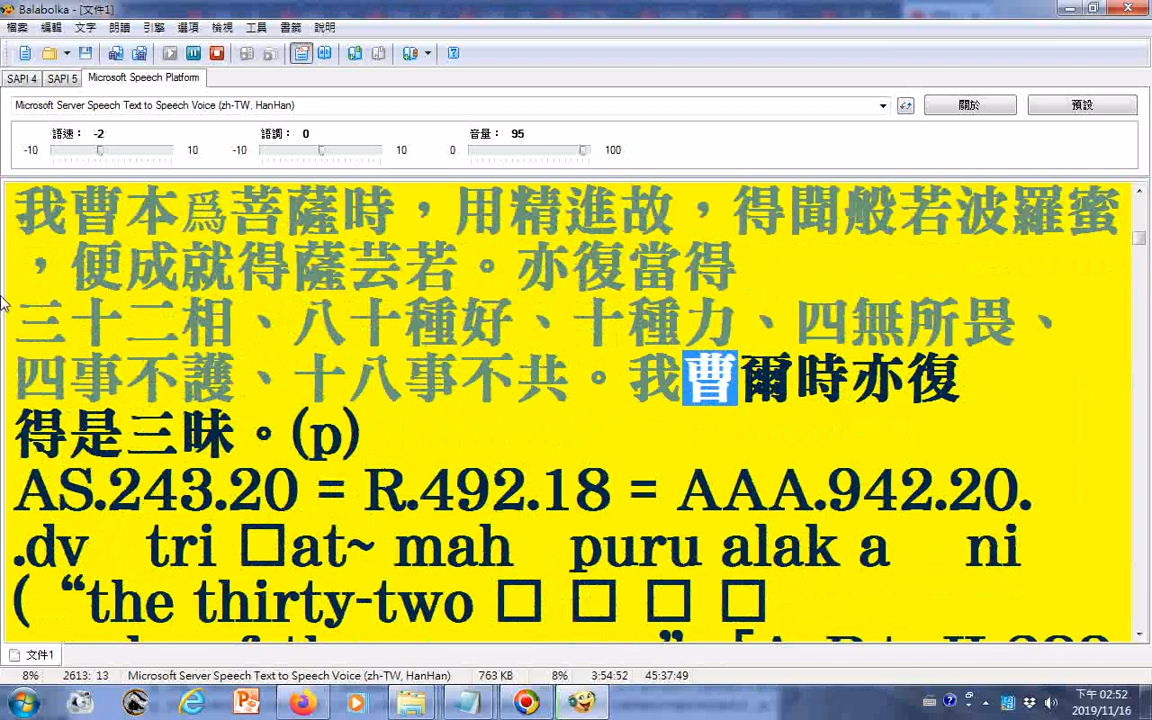 Balabolka - [文件1]
檔案 編輯 文字 朗讀 引擎 選項 檢視 工具 書籤 說明
SAPI 4 SAPI 5 Microsoft Speech Platform
Microsoft Server Speech Text to Speech Voice (zh-TW, HanHan) 關於 預設
語速: -2 語調: 0 音量: 95
-10 10 -10 10 0 100
我曹本爲菩薩時，用精進故，得聞般若波羅蜜
，便成就得薩芸若。亦復當得
三十二相、八十種好、十種力、四無所畏、
四事不護、十八事不共。我曹爾時亦復
得是三昧。(p)
AS.243.20 = R.492.18 = AAA.942.20.
.dv tri □at~ mah puru alak a ni
( “the thirty-two □ □ □ □
文件1
8% 2613: 13 Microsoft Server Speech Text to Speech Voice (zh-TW, HanHan) 763 KB 8% 3:54:52 45:37:49
下午 02:52
2019/11/16